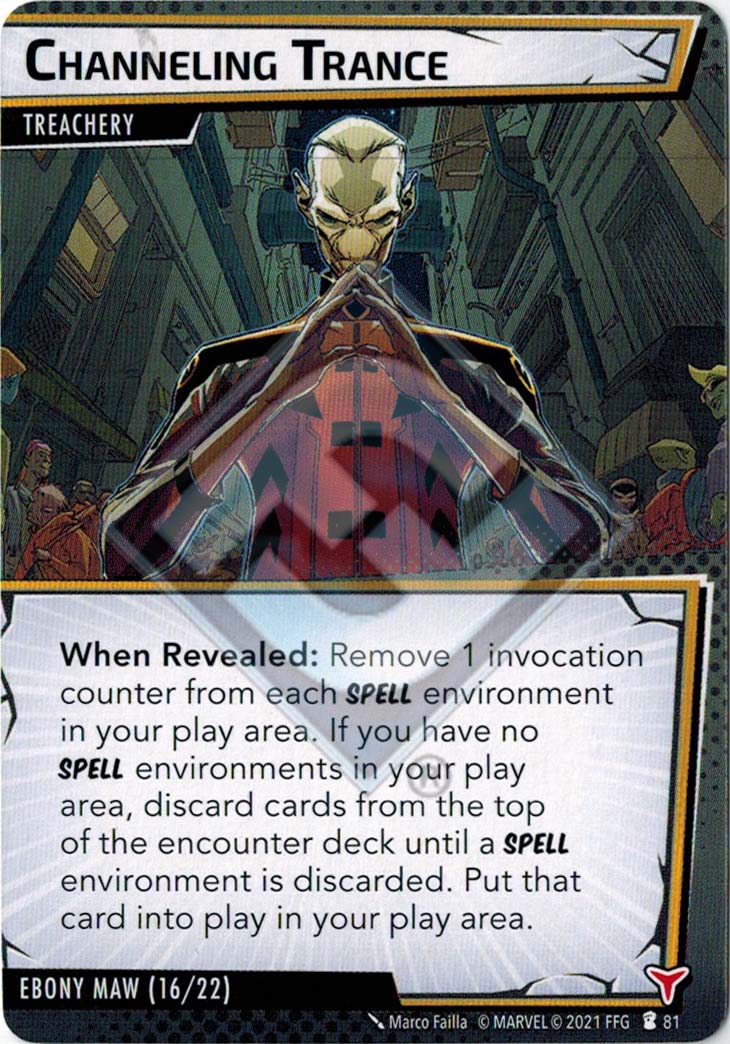 CHANNELING TRANCE
TREACHERY
When Revealed: Remove 1 invocation
counter from each SPELL environment
in your play area. If you have no
SPELL environments in your play
area, discard cards from the top
of the encounter deck until a SPELL
environment is discarded. Put that
card into play in your play area.
EBONY MAW (16/22)
Marco Failla © MARVEL © 2021 FFG 81